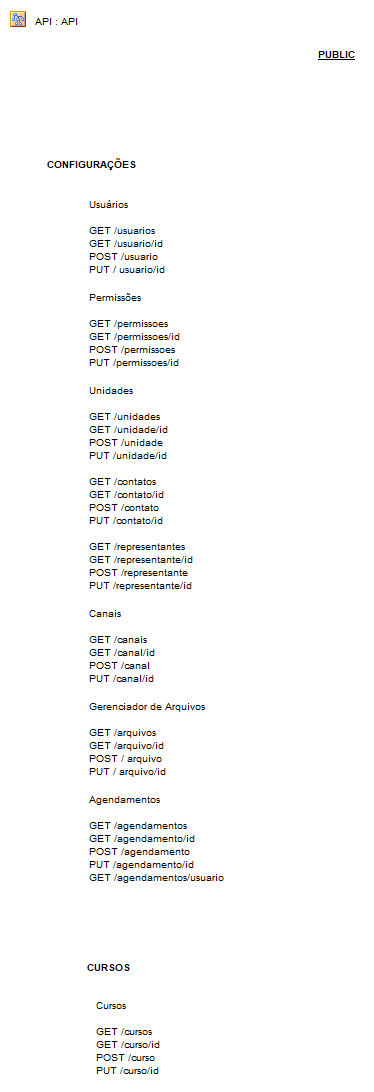 API : API
PUBLIC
CONFIGURAÇÕES
Usuários
GET /usuarios
GET /usuario/id
POST /usuario
PUT / usuario/id
Permissões
GET /permissoes
GET /permissoes/id
POST /permissoes
PUT /permissoes/id
Unidades
GET /unidades
GET /unidade/id
POST /unidade
PUT /unidade/id
GET /contatos
GET /contato/id
POST /contato
PUT /contato/id
GET /representantes
GET /representante/id
POST /representante
PUT /representante/id
Canais
GET /canais
GET /canal/id
POST /canal
PUT /canal/id
Gerenciador de Arquivos
GET /arquivos
GET /arquivo/id
POST / arquivo
PUT / arquivo/id
Agendamentos
GET /agendamentos
GET /agendamento/id
POST /agendamento
PUT /agendamento/id
GET /agendamentos/usuario
CURSOS
Cursos
GET /cursos
GET /curso/id
POST /curso
PUT /curso/id